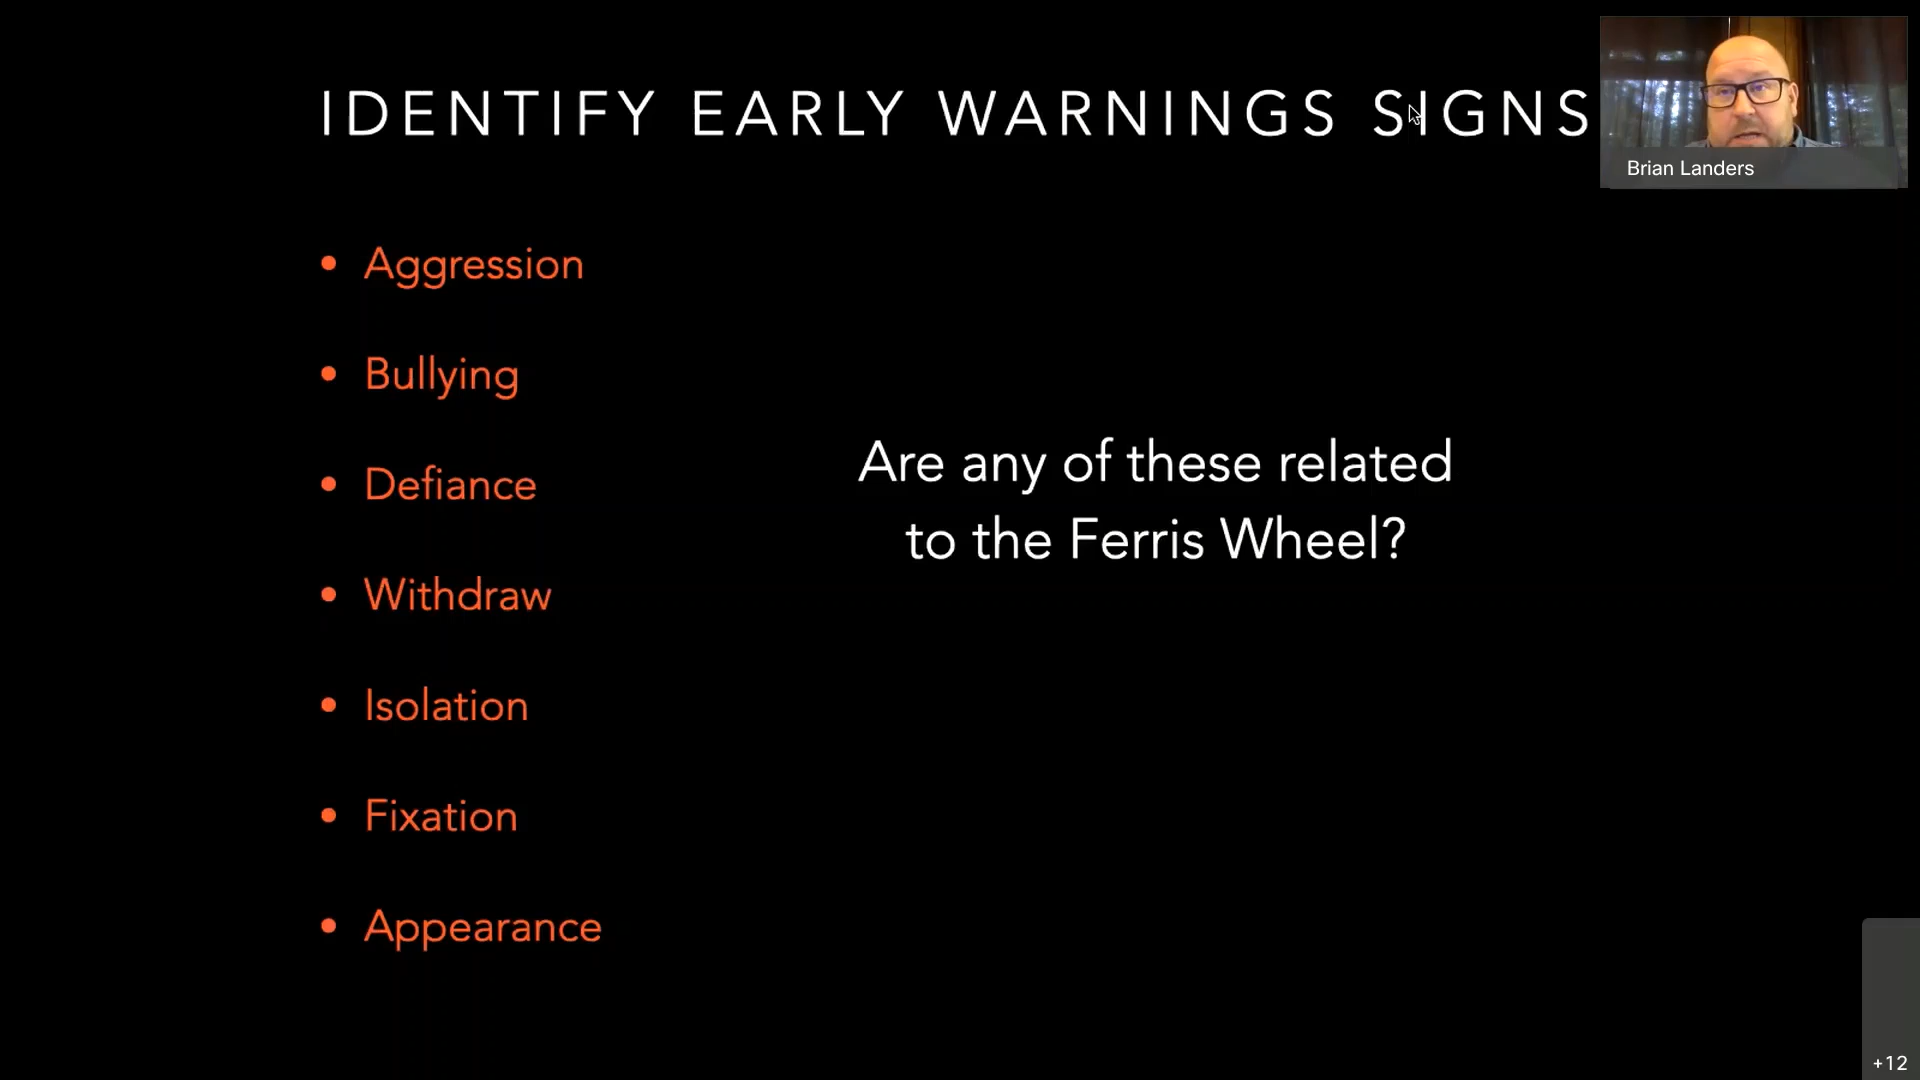 IDENTIFY EARLY WARNINGS SIGNS
Brian Landers
• Aggression
• Bullying
• Defiance
• Withdraw
• Isolation
• Fixation
• Appearance
Are any of these related
to the Ferris Wheel?
+12